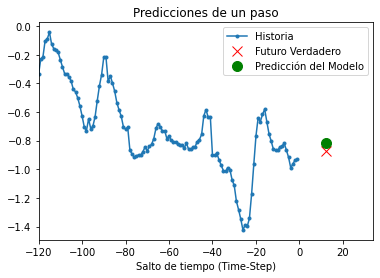 Predicciones de un paso
Historia
Futuro Verdadero
Predicción del Modelo
0.0
−0.2
−0.4
−0.6
−0.8
−1.0
−1.2
−1.4
−120 −100 −80 −60 −40 −20 0 20
Salto de tiempo (Time-Step)